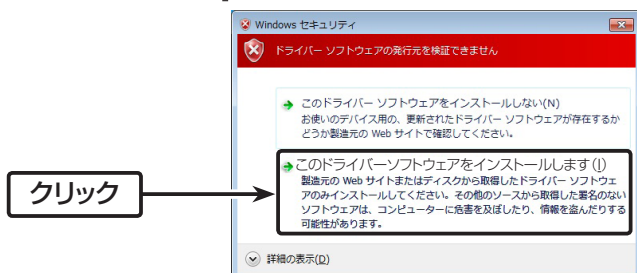 Windows セキュリティ
ドライバー ソフトウェアの発行元を検証できません
このドライバー ソフトウェアをインストールしない(N)
お使いのデバイス用の、更新されたドライバー ソフトウェアが存在するか
どうか製造元の Web サイトで確認してください。
このドライバーソフトウェアをインストールします(I)
製造元の Web サイトまたはディスクから取得したドライバー ソフトウェ
アのみインストールしてください。その他のソースから取得した署名のない
ソフトウェアは、コンピューターに危害を及ぼしたり、情報を盗んだりする
可能性があります。
クリック
詳細の表示(D)